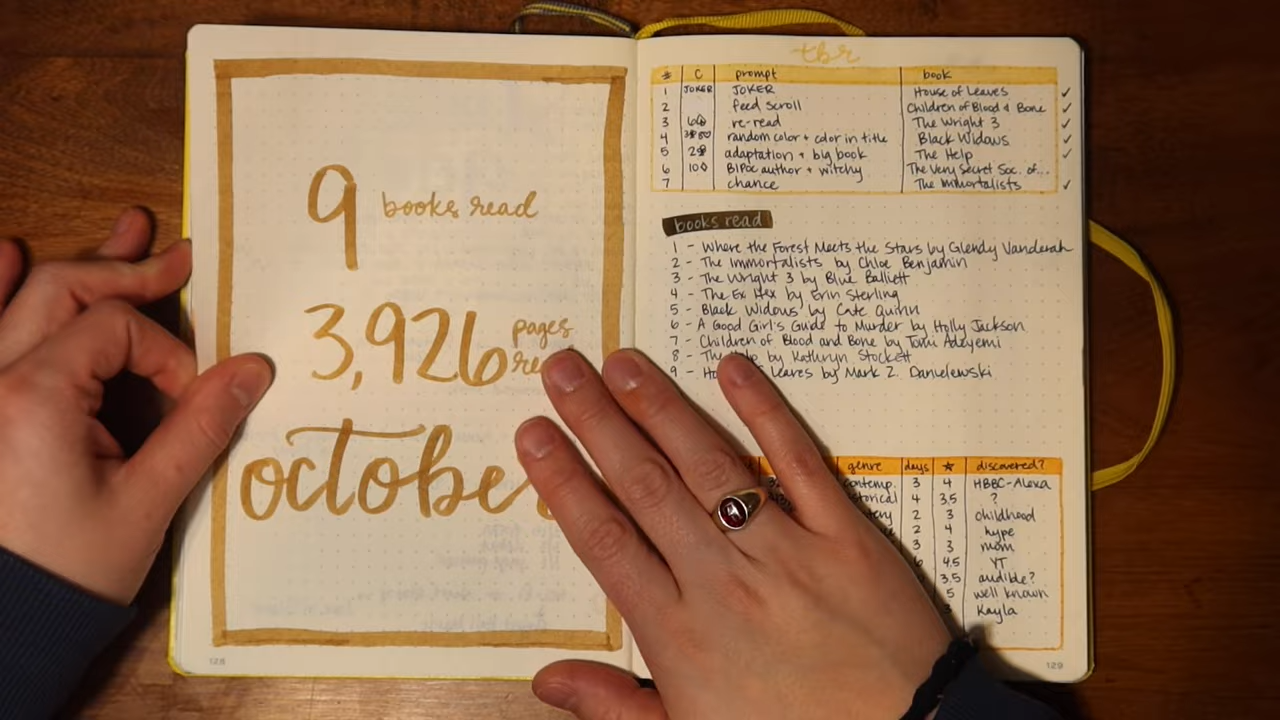 9 books read
3,926 pages
october
128
tbr
# C prompt book
1 JOKER JOKER House of Leaves ✓
2 feed scroll Children of Blood & Bone ✓
3 6 re-read The Wright 3 ✓
4 random color + color in title Black Widows ✓
5 2 adaptation + big book The Help ✓
6 10◊ BIPOC author + witchy The Very Secret Soc. of...
7 chance The Immortalists ✓
books read
1 - Where the Forest Meets the Stars by Glendy Vanderah
2 - The Immortalists by Chloe Benjamin
3 - The Wright 3 by Blue Balliett
4 - The Ex Hex by Erin Sterling
5 - Black Widows by Cate Quinn
6 - A Good Girl's Guide to Murder by Holly Jackson
7 - Children of Blood and Bone by Tomi Adeyemi
8 - The Help by Kathryn Stockett
9 - Leaves by Mark Z. Danielewski
genre days ★ discovered?
contemp. 3 4 HBBC-Alexa
4 3.5 ?
2 3 childhood
2 4 hype
3 3 mom
4.5 YT
3.5 audible?
5 well known
Kayla
129